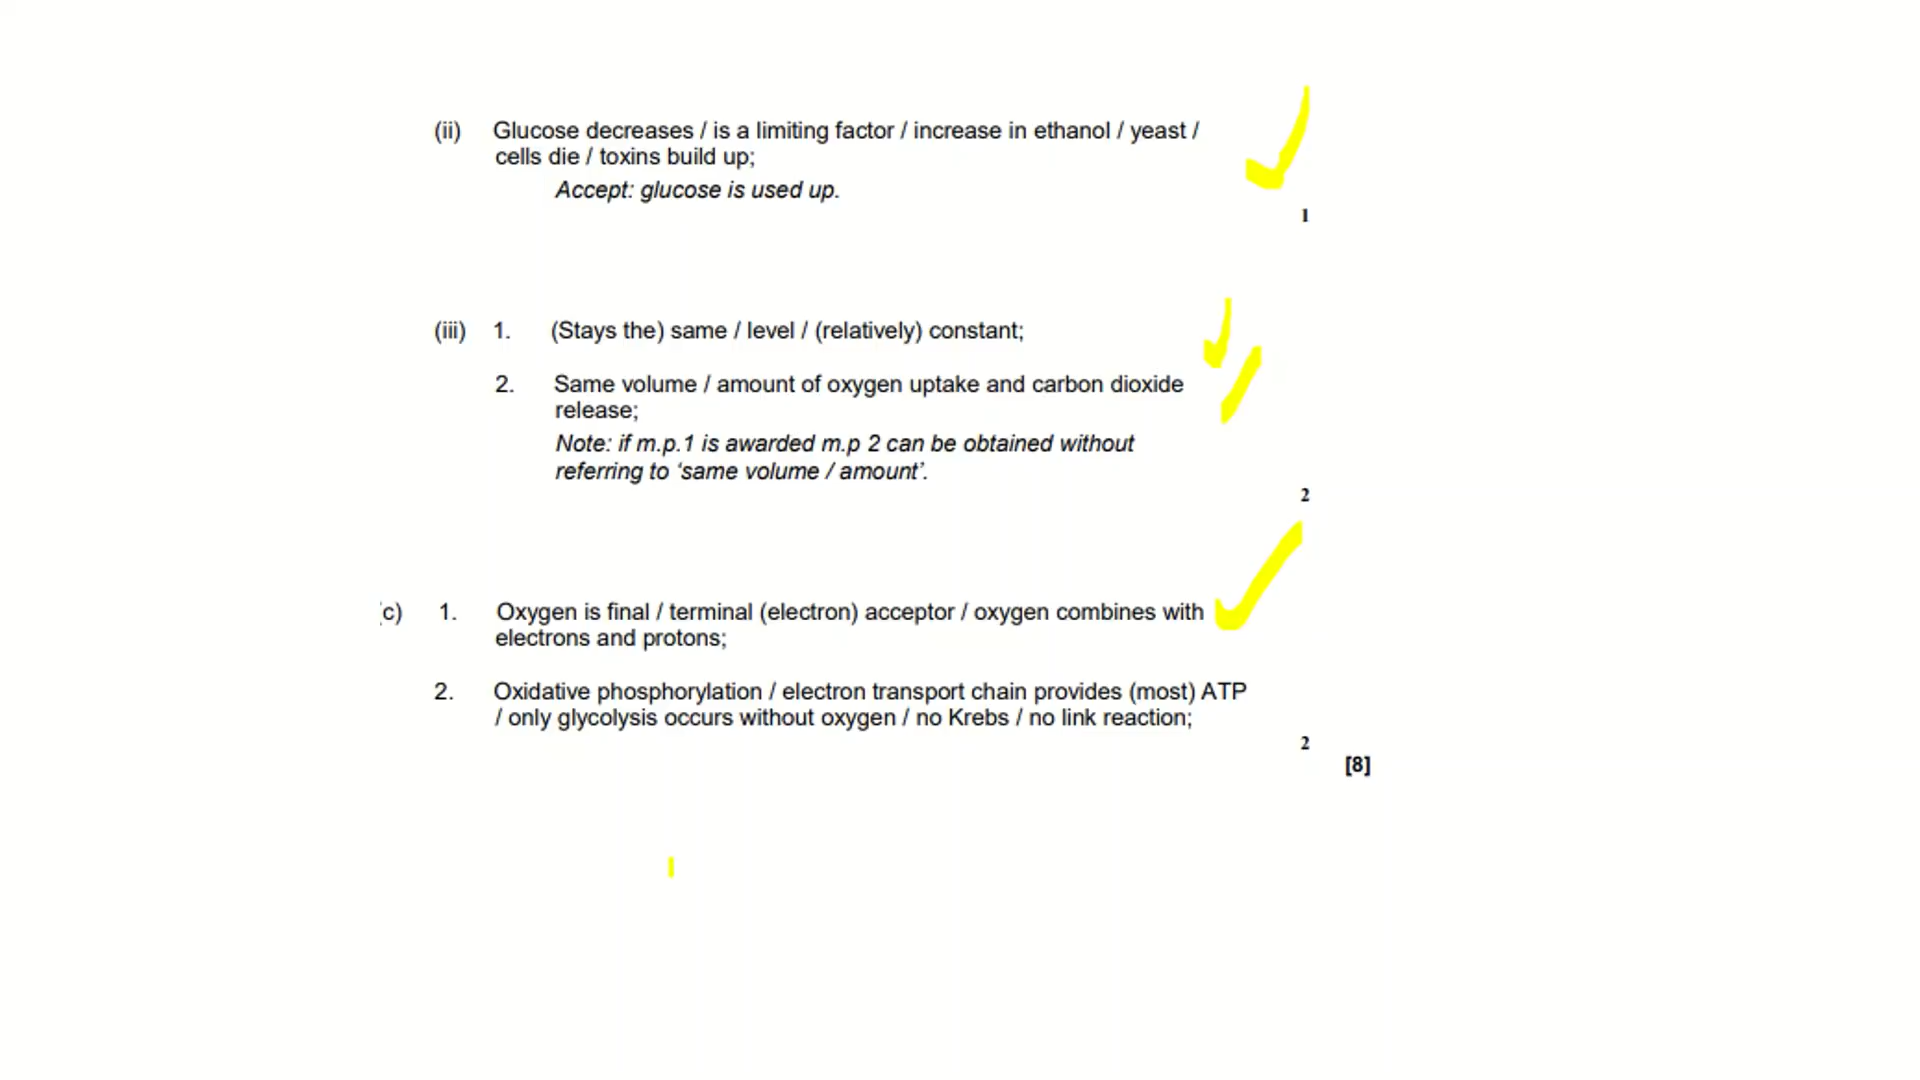 (ii) Glucose decreases / is a limiting factor / increase in ethanol / yeast /
cells die / toxins build up;
Accept: glucose is used up.
1
(iii) 1. (Stays the) same / level / (relatively) constant;
2. Same volume / amount of oxygen uptake and carbon dioxide
release;
Note: if m.p.1 is awarded m.p 2 can be obtained without
referring to ‘same volume / amount’.
2
(c) 1. Oxygen is final / terminal (electron) acceptor / oxygen combines with
electrons and protons;
2. Oxidative phosphorylation / electron transport chain provides (most) ATP
/ only glycolysis occurs without oxygen / no Krebs / no link reaction;
2
[8]